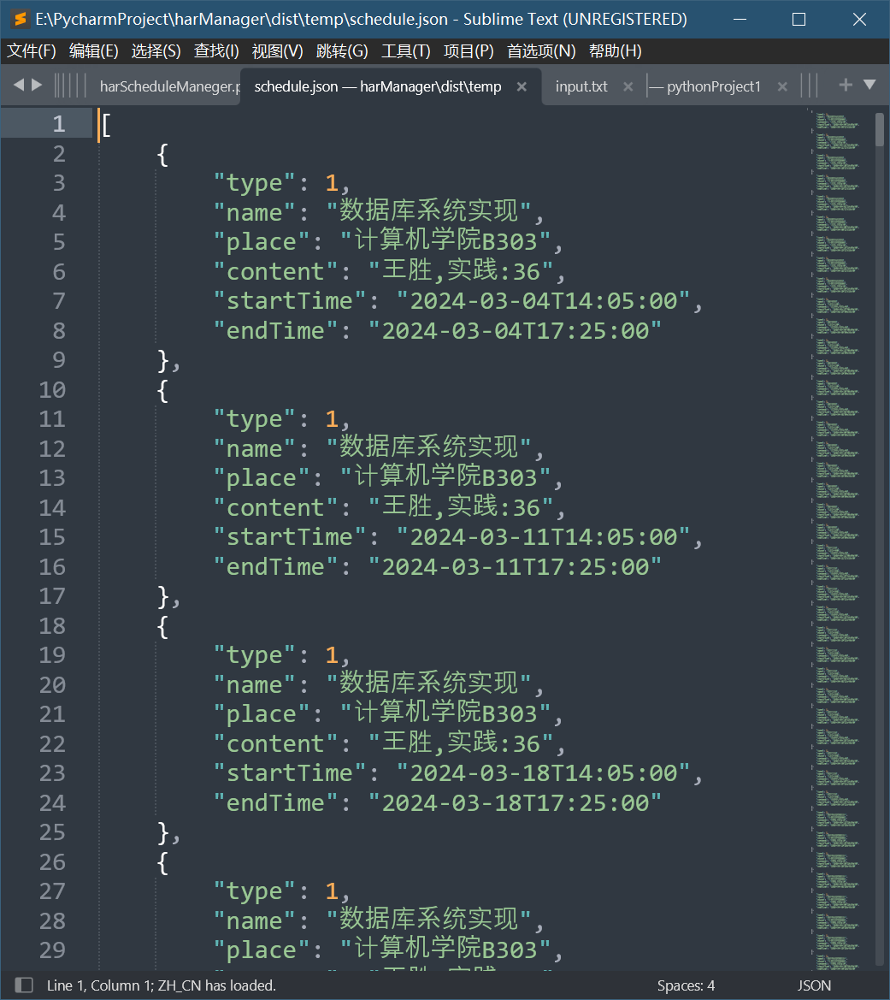 E:\PycharmProject\harManager\dist\temp\schedule.json - Sublime Text (UNREGISTERED)
文件(F) 编辑(E) 选择(S) 查找(I) 视图(V) 跳转(G) 工具(T) 项目(P) 首选项(N) 帮助(H)
harScheduleManeger.p schedule.json — harManager\dist\temp input.txt — pythonProject1
1 [
2 {
3 "type": 1,
4 "name": "数据库系统实现",
5 "place": "计算机学院B303",
6 "content": "王胜,实践:36",
7 "startTime": "2024-03-04T14:05:00",
8 "endTime": "2024-03-04T17:25:00"
9 },
10 {
11 "type": 1,
12 "name": "数据库系统实现",
13 "place": "计算机学院B303",
14 "content": "王胜,实践:36",
15 "startTime": "2024-03-11T14:05:00",
16 "endTime": "2024-03-11T17:25:00"
17 },
18 {
19 "type": 1,
20 "name": "数据库系统实现",
21 "place": "计算机学院B303",
22 "content": "王胜,实践:36",
23 "startTime": "2024-03-18T14:05:00",
24 "endTime": "2024-03-18T17:25:00"
25 },
26 {
27 "type": 1,
28 "name": "数据库系统实现",
29 "place": "计算机学院B303",
Line 1, Column 1; ZH_CN has loaded. Spaces: 4 JSON